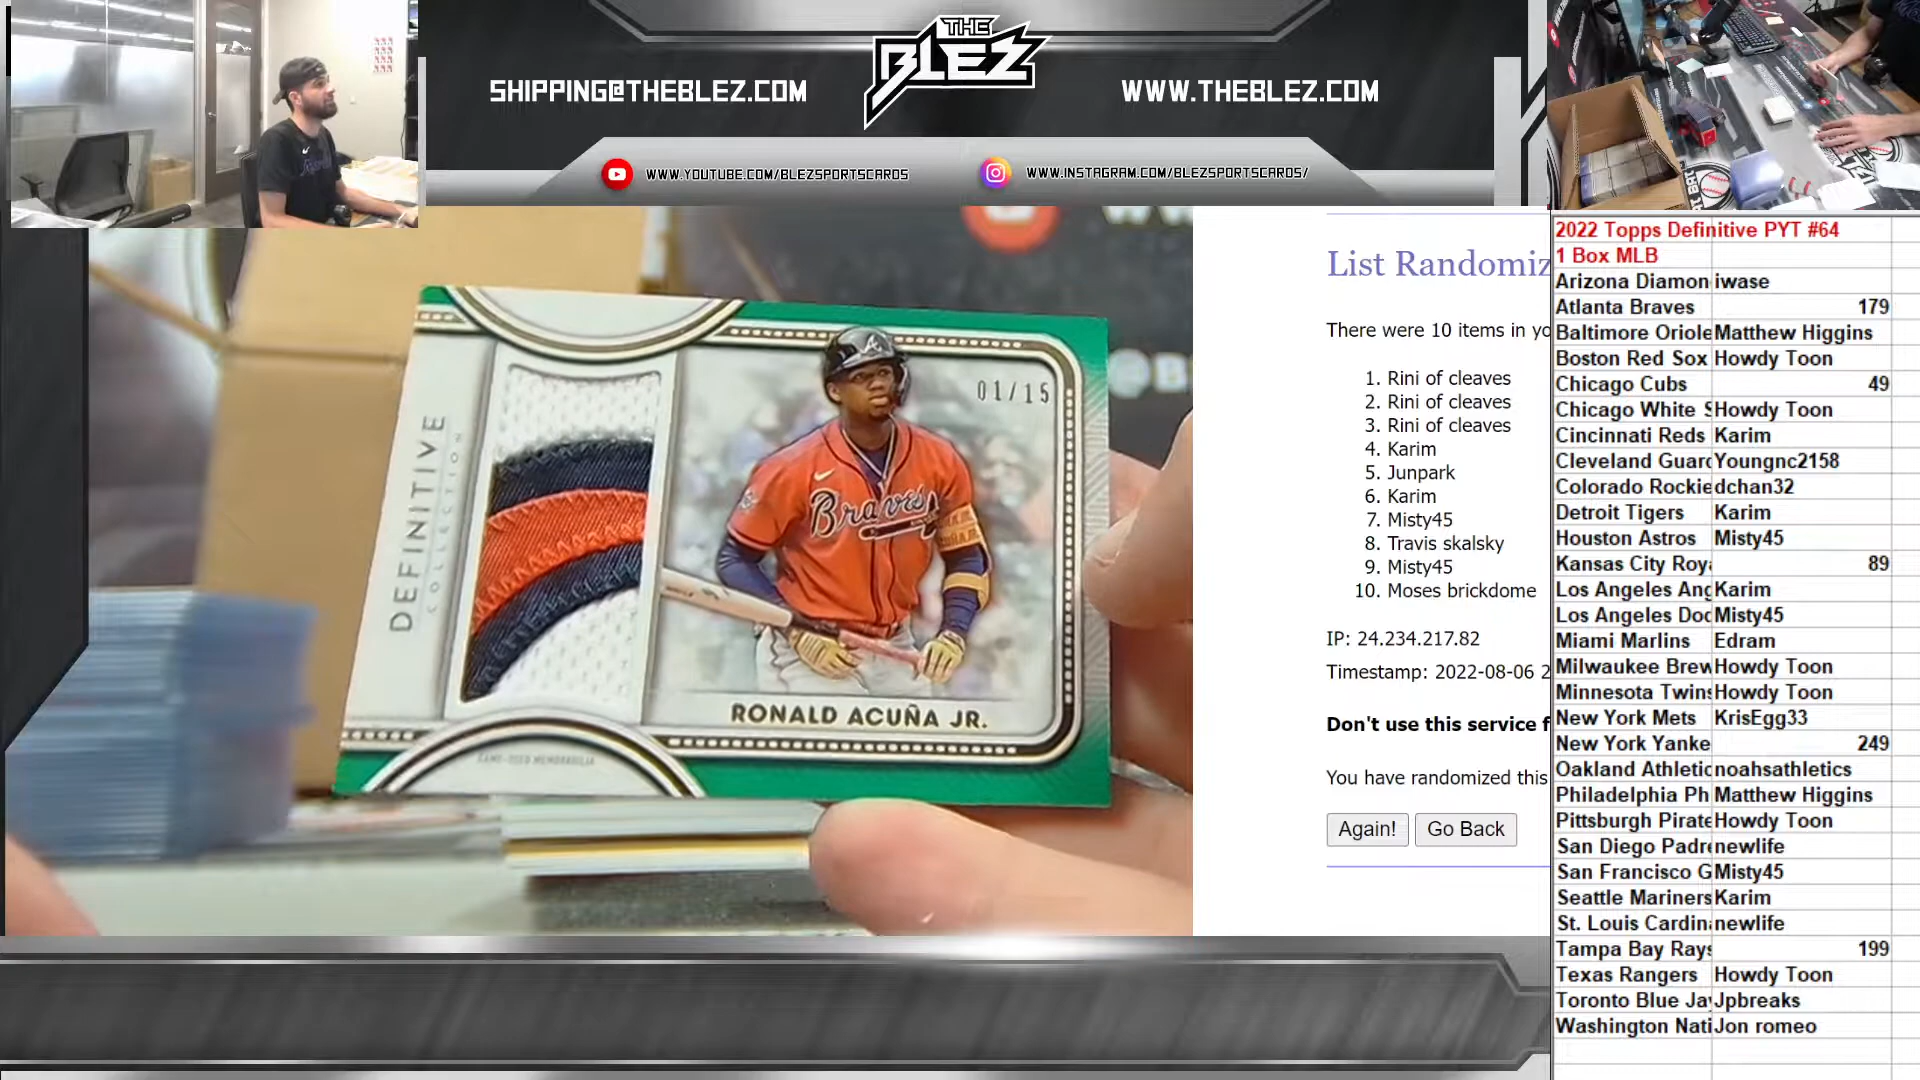 THE
BLEZ
SHIPPING@THEBLEZ.COM
WWW.THEBLEZ.COM
WWW.YOUTUBE.COM/BLEZSPORTSCARDS
WWW.INSTAGRAM.COM/BLEZSPORTSCARDS/
DEFINITIVE
COLLECTION
01/15
Braves
RONALD ACUÑA JR.
GAME-USED MEMORABILIA
List Randomiz
There were 10 items in yo
1. Rini of cleaves
2. Rini of cleaves
3. Rini of cleaves
4. Karim
5. Junpark
6. Karim
7. Misty45
8. Travis skalsky
9. Misty45
10. Moses brickdome
IP: 24.234.217.82
Timestamp: 2022-08-06 2
Don't use this service f
You have randomized this
Again! Go Back
2022 Topps Definitive PYT #64
1 Box MLB
Arizona Diamon iwase
Atlanta Braves 179
Baltimore Oriole Matthew Higgins
Boston Red Sox Howdy Toon
Chicago Cubs 49
Chicago White S Howdy Toon
Cincinnati Reds Karim
Cleveland Guard Youngnc2158
Colorado Rockie dchan32
Detroit Tigers Karim
Houston Astros Misty45
Kansas City Roya 89
Los Angeles Ang Karim
Los Angeles Dod Misty45
Miami Marlins Edram
Milwaukee Brew Howdy Toon
Minnesota Twins Howdy Toon
New York Mets KrisEgg33
New York Yanke 249
Oakland Athletic noahsathletics
Philadelphia Ph Matthew Higgins
Pittsburgh Pirate Howdy Toon
San Diego Padre newlife
San Francisco G Misty45
Seattle Mariners Karim
St. Louis Cardina newlife
Tampa Bay Rays 199
Texas Rangers Howdy Toon
Toronto Blue Jay Jpbreaks
Washington Nati Jon romeo